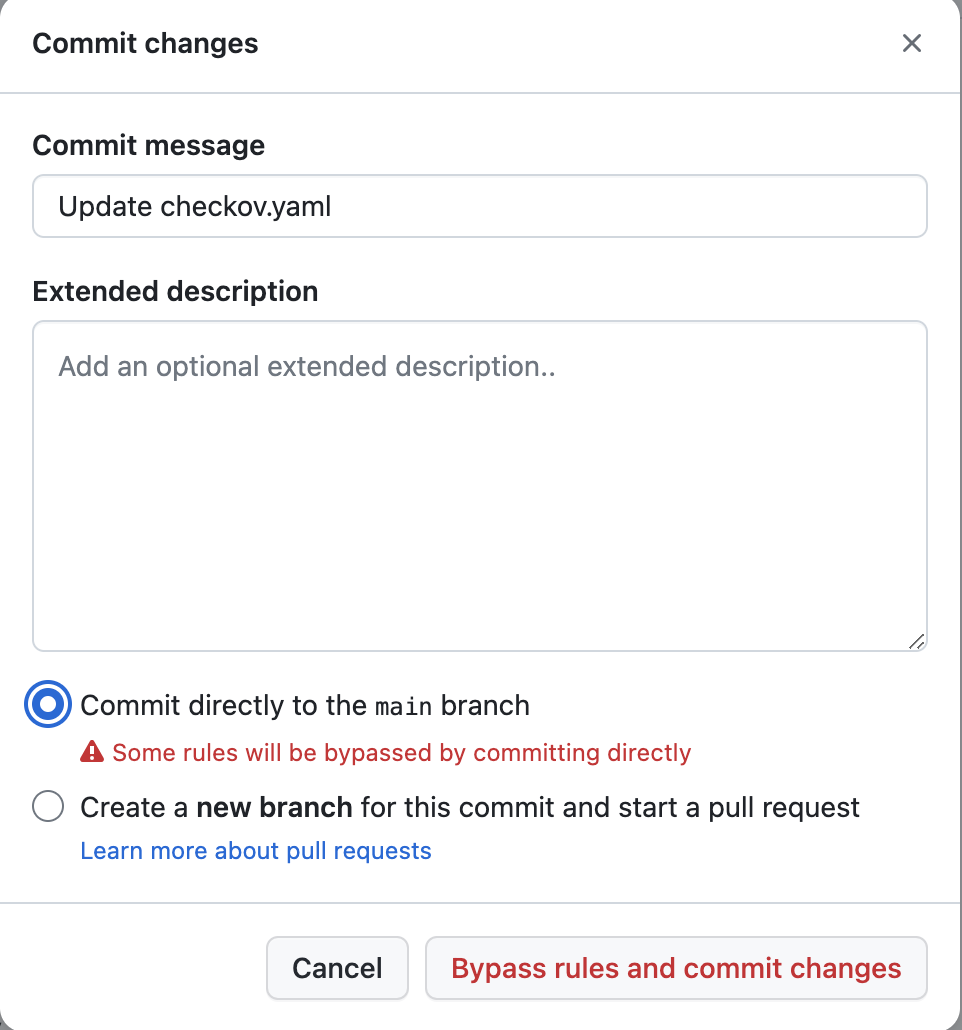 Commit changes
Commit message
Update checkov.yaml
Extended description
Add an optional extended description..
Commit directly to the main branch
Some rules will be bypassed by committing directly
Create a new branch for this commit and start a pull request
Learn more about pull requests
Cancel
Bypass rules and commit changes